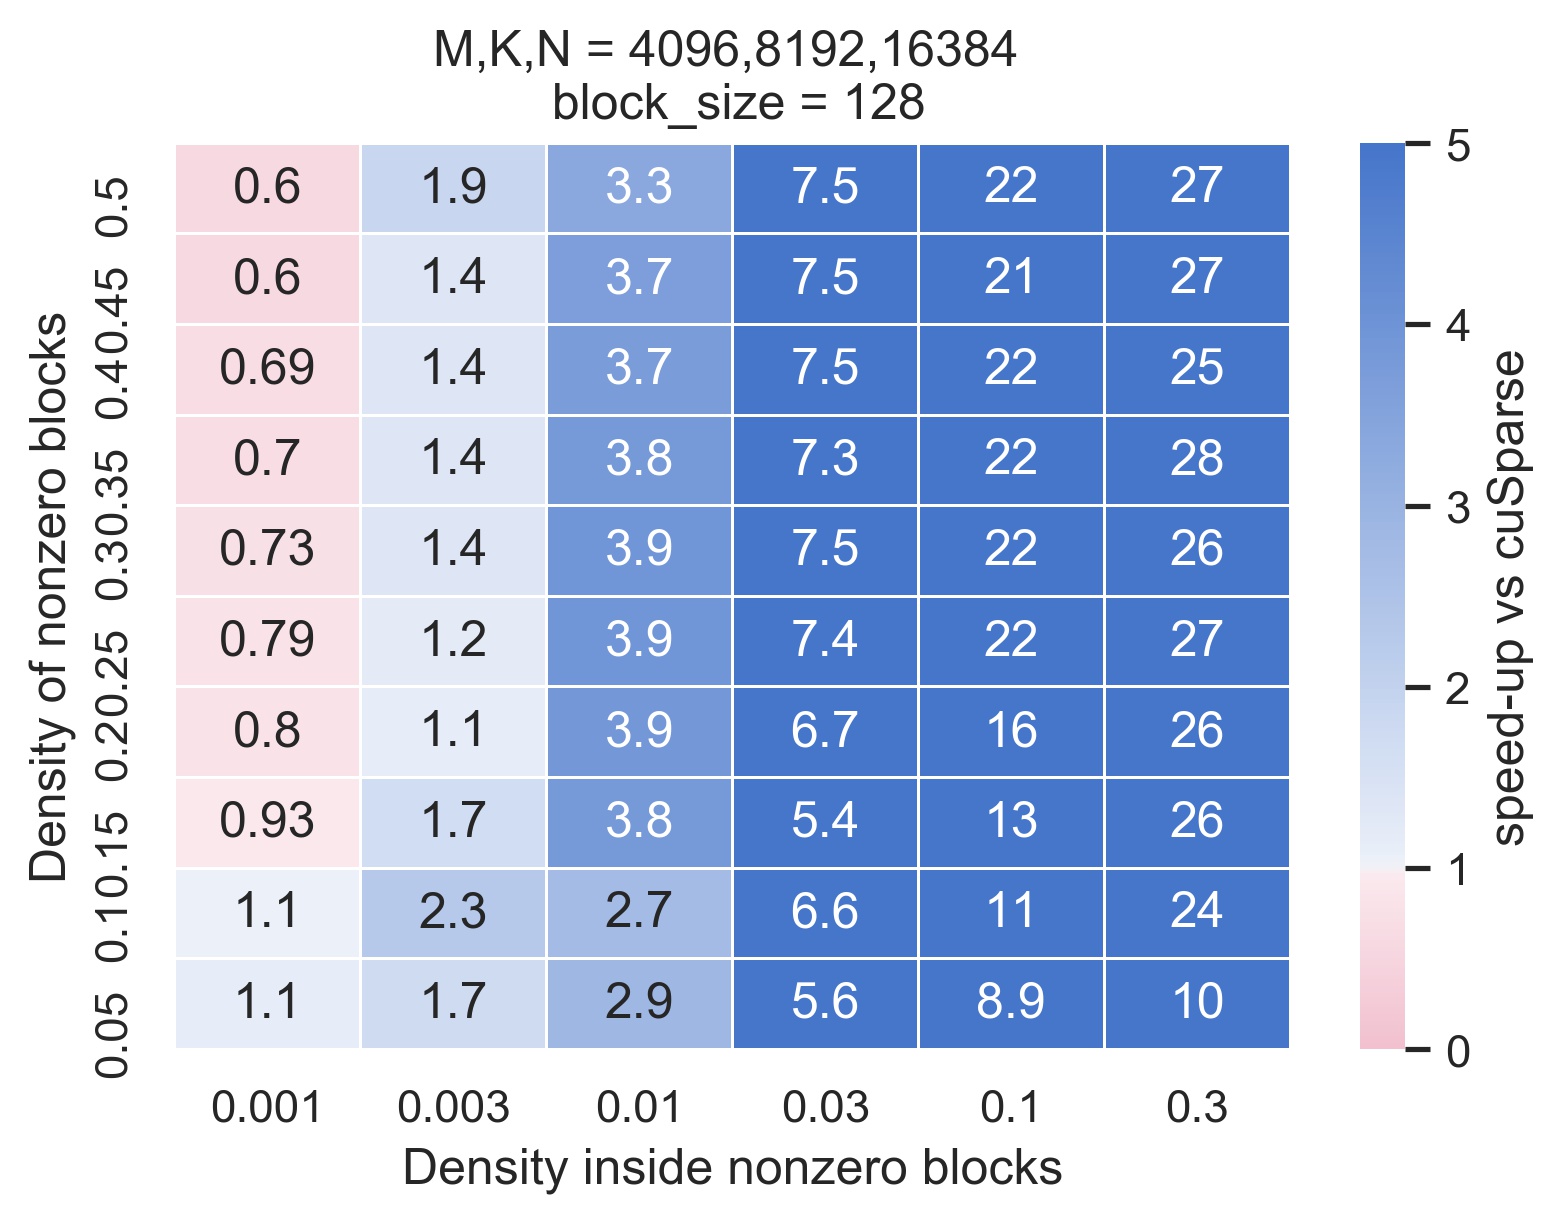 M,K,N = 4096,8192,16384
block_size = 128
Density of nonzero blocks
0.5 0.6 1.9 3.3 7.5 22 27
0.45 0.6 1.4 3.7 7.5 21 27
0.4 0.69 1.4 3.7 7.5 22 25
0.35 0.7 1.4 3.8 7.3 22 28
0.3 0.73 1.4 3.9 7.5 22 26
0.25 0.79 1.2 3.9 7.4 22 27
0.2 0.8 1.1 3.9 6.7 16 26
0.15 0.93 1.7 3.8 5.4 13 26
0.1 1.1 2.3 2.7 6.6 11 24
0.05 1.1 1.7 2.9 5.6 8.9 10
0.001 0.003 0.01 0.03 0.1 0.3
Density inside nonzero blocks
5
4
3
2
1
0
speed-up vs cuSparse